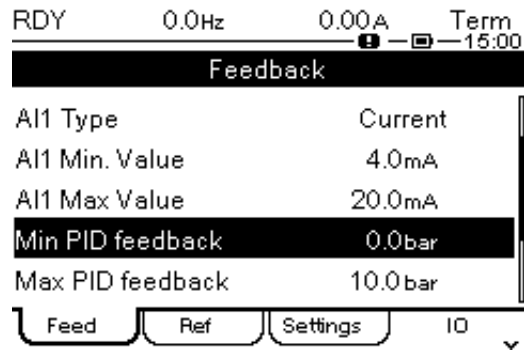 RDY 0.0Hz 0.00A Term
15:00
Feedback
AI1 Type Current
AI1 Min. Value 4.0mA
AI1 Max Value 20.0mA
Min PID feedback 0.0bar
Max PID feedback 10.0bar
Feed Ref Settings IO